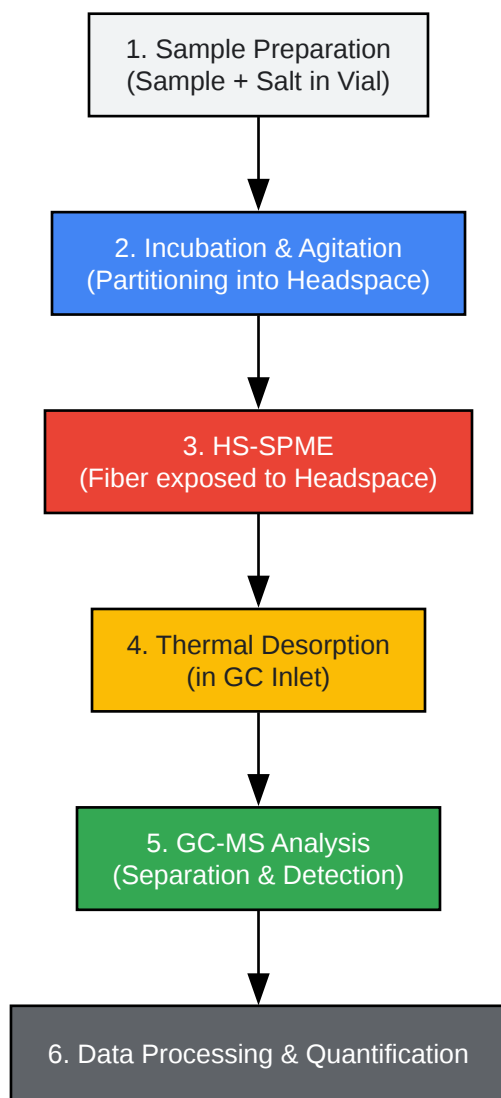 1. Sample Preparation
(Sample + Salt in Vial)
2. Incubation & Agitation
(Partitioning into Headspace)
3. HS-SPME
(Fiber exposed to Headspace)
4. Thermal Desorption
(in GC Inlet)
5. GC-MS Analysis
(Separation & Detection)
6. Data Processing & Quantification